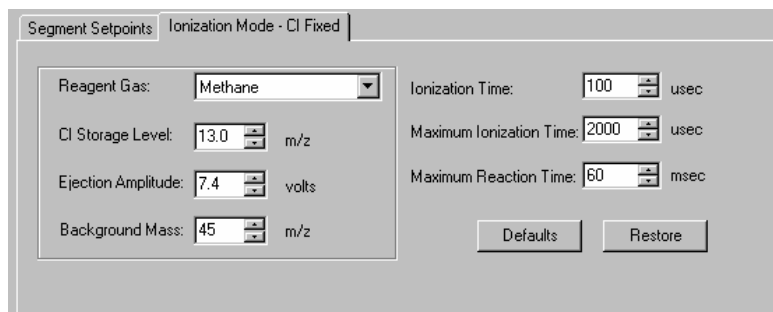 Segment Setpoints
Ionization Mode - CI Fixed
Reagent Gas: Methane
CI Storage Level: 13.0 m/z
Ejection Amplitude: 7.4 volts
Background Mass: 45 m/z
Ionization Time: 100 usec
Maximum Ionization Time: 2000 usec
Maximum Reaction Time: 60 msec
Defaults
Restore